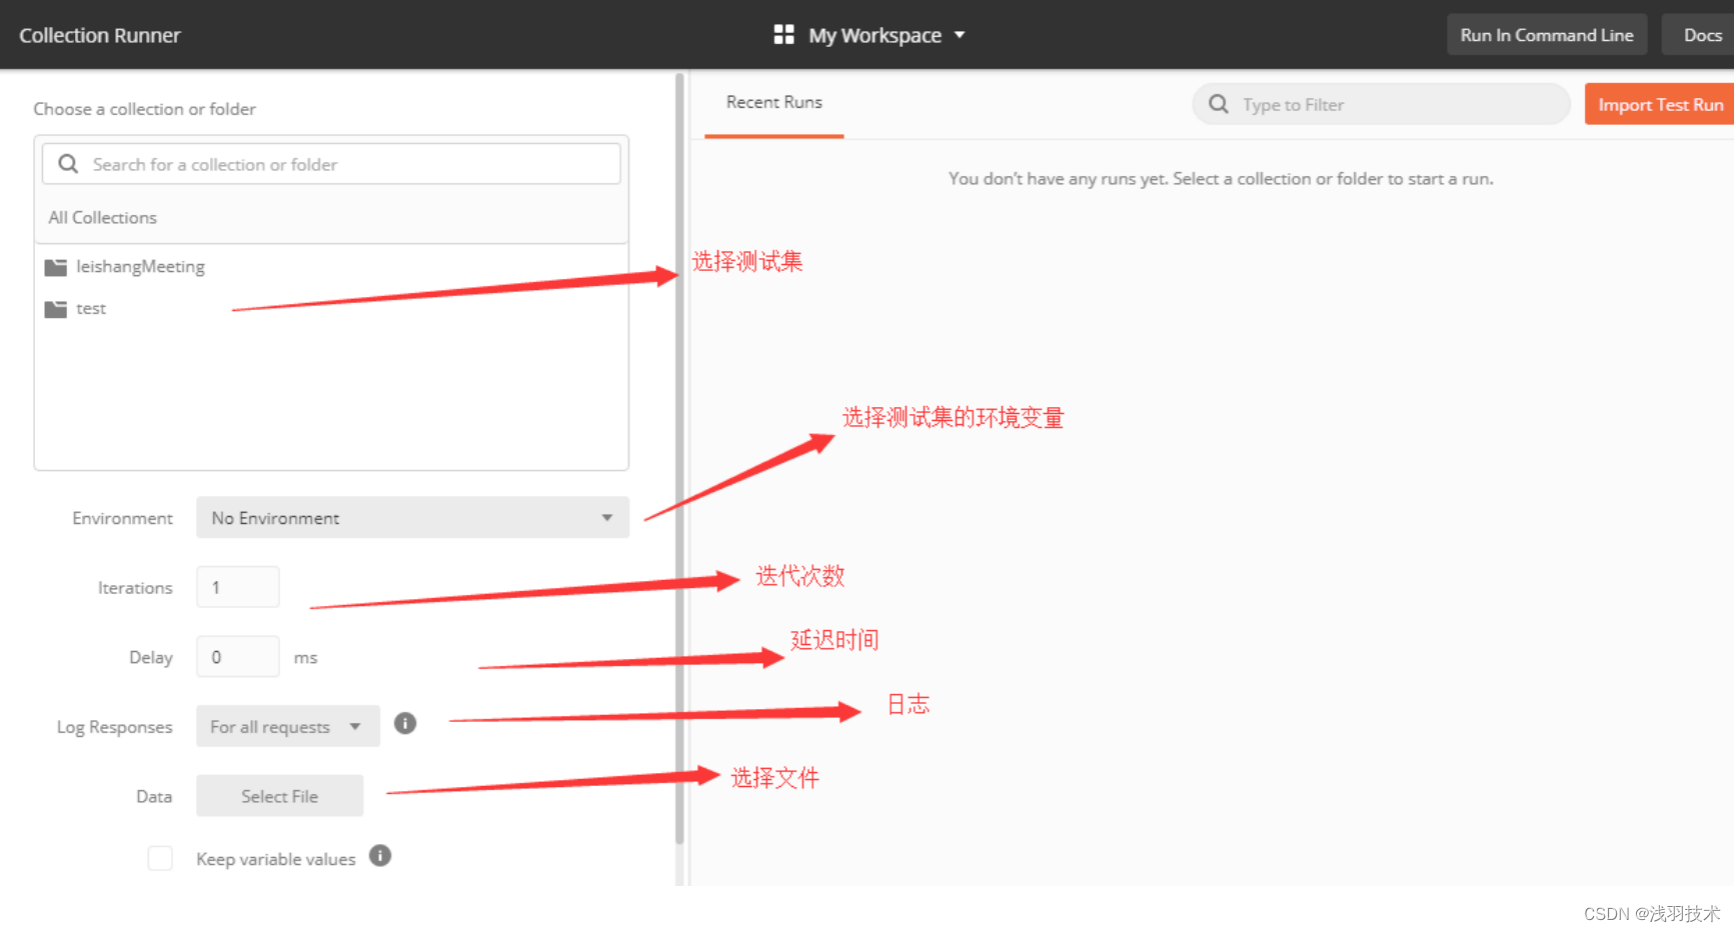 Collection Runner
My Workspace
Run In Command Line
Docs
Choose a collection or folder
Recent Runs
Type to Filter
Import Test Run
Search for a collection or folder
You don't have any runs yet. Select a collection or folder to start a run.
All Collections
leishangMeeting
选择测试集
test
选择测试集的环境变量
Environment
No Environment
Iterations
1
迭代次数
Delay
0
ms
延迟时间
Log Responses
For all requests
日志
Data
Select File
选择文件
Keep variable values
CSDN @浅羽技术